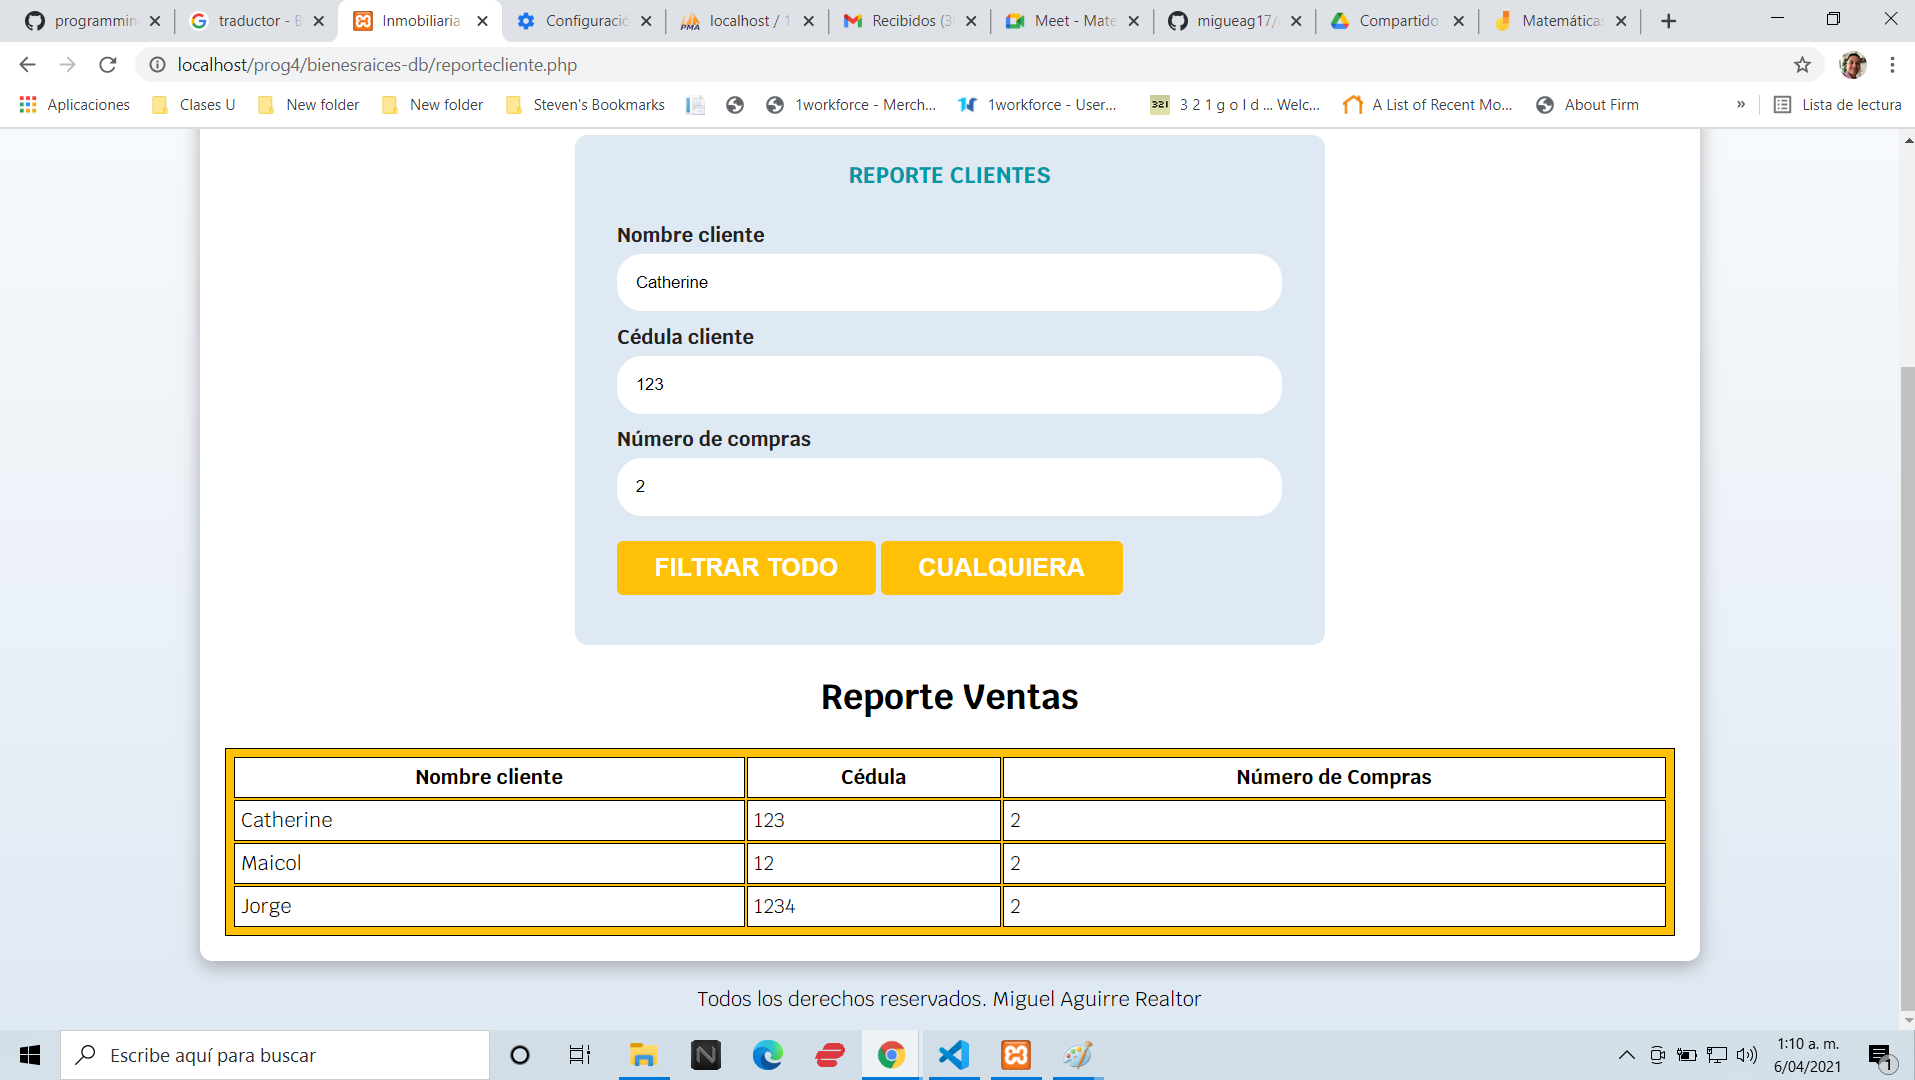 programmin
traductor - B
Inmobiliaria
Configuració
localhost / 1
Recibidos (3
Meet - Mate
migueag17/
Compartido
Matemáticas
localhost/prog4/bienesraices-db/reportecliente.php
Aplicaciones
Clases U
New folder
New folder
Steven's Bookmarks
1workforce - Merch...
1workforce - User...
321
3 2 1 g o l d ... Welc...
A List of Recent Mo...
About Firm
»
Lista de lectura
REPORTE CLIENTES
Nombre cliente
Catherine
Cédula cliente
123
Número de compras
2
FILTRAR TODO
CUALQUIERA
Reporte Ventas
Nombre cliente Cédula Número de Compras
Catherine 123 2
Maicol 12 2
Jorge 1234 2
Todos los derechos reservados. Miguel Aguirre Realtor
Escribe aquí para buscar
1:10 a. m.
6/04/2021
1